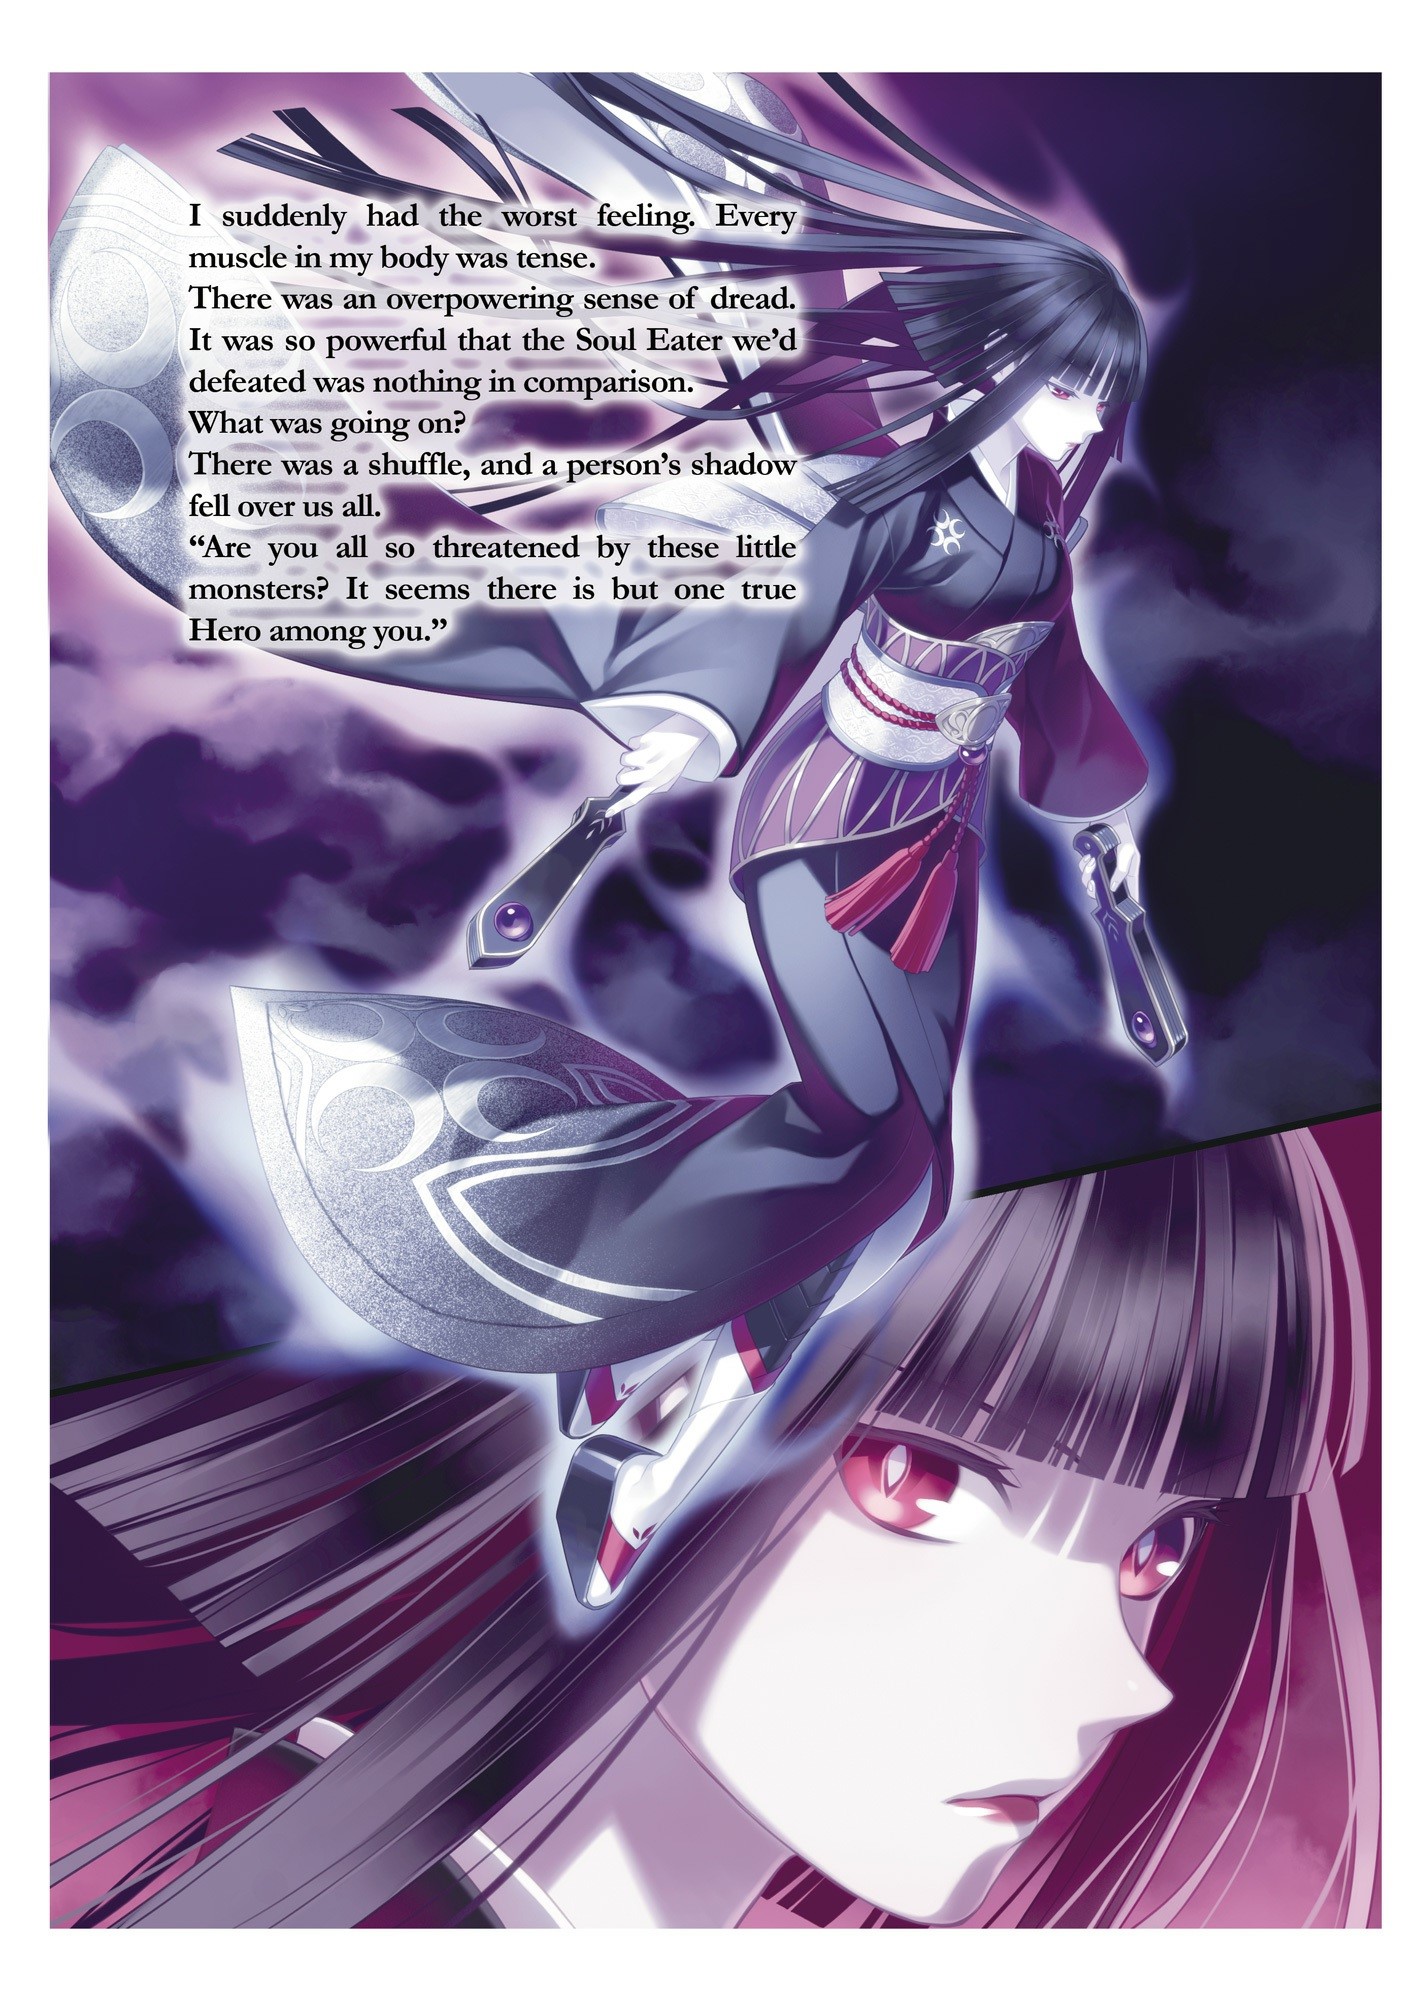 I suddenly had the worst feeling. Every
muscle in my body was tense.
There was an overpowering sense of dread.
It was so powerful that the Soul Eater we’d
defeated was nothing in comparison.
What was going on?
There was a shuffle, and a person’s shadow
fell over us all.
“Are you all so threatened by these little
monsters? It seems there is but one true
Hero among you.”